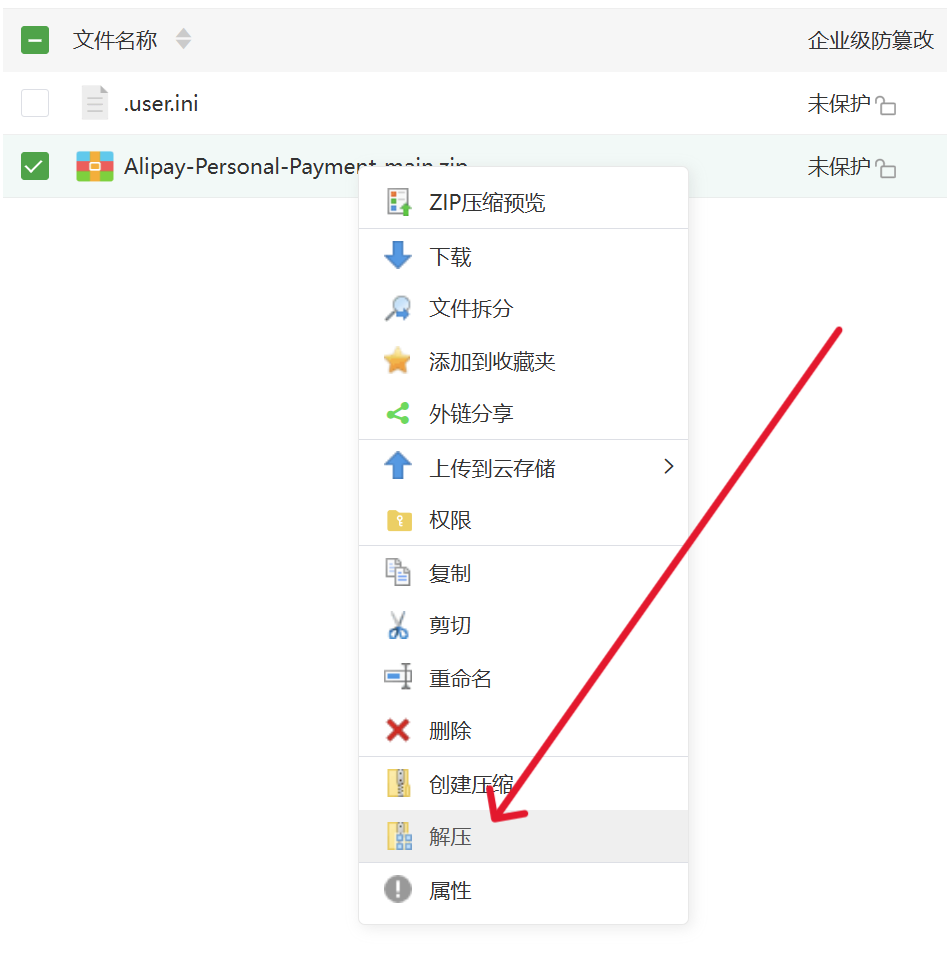 文件名称
企业级防篡改
.user.ini
未保护
Alipay-Personal-Payment-main.zip
未保护
ZIP压缩预览
下载
文件拆分
添加到收藏夹
外链分享
上传到云存储
权限
复制
剪切
重命名
删除
创建压缩
解压
属性